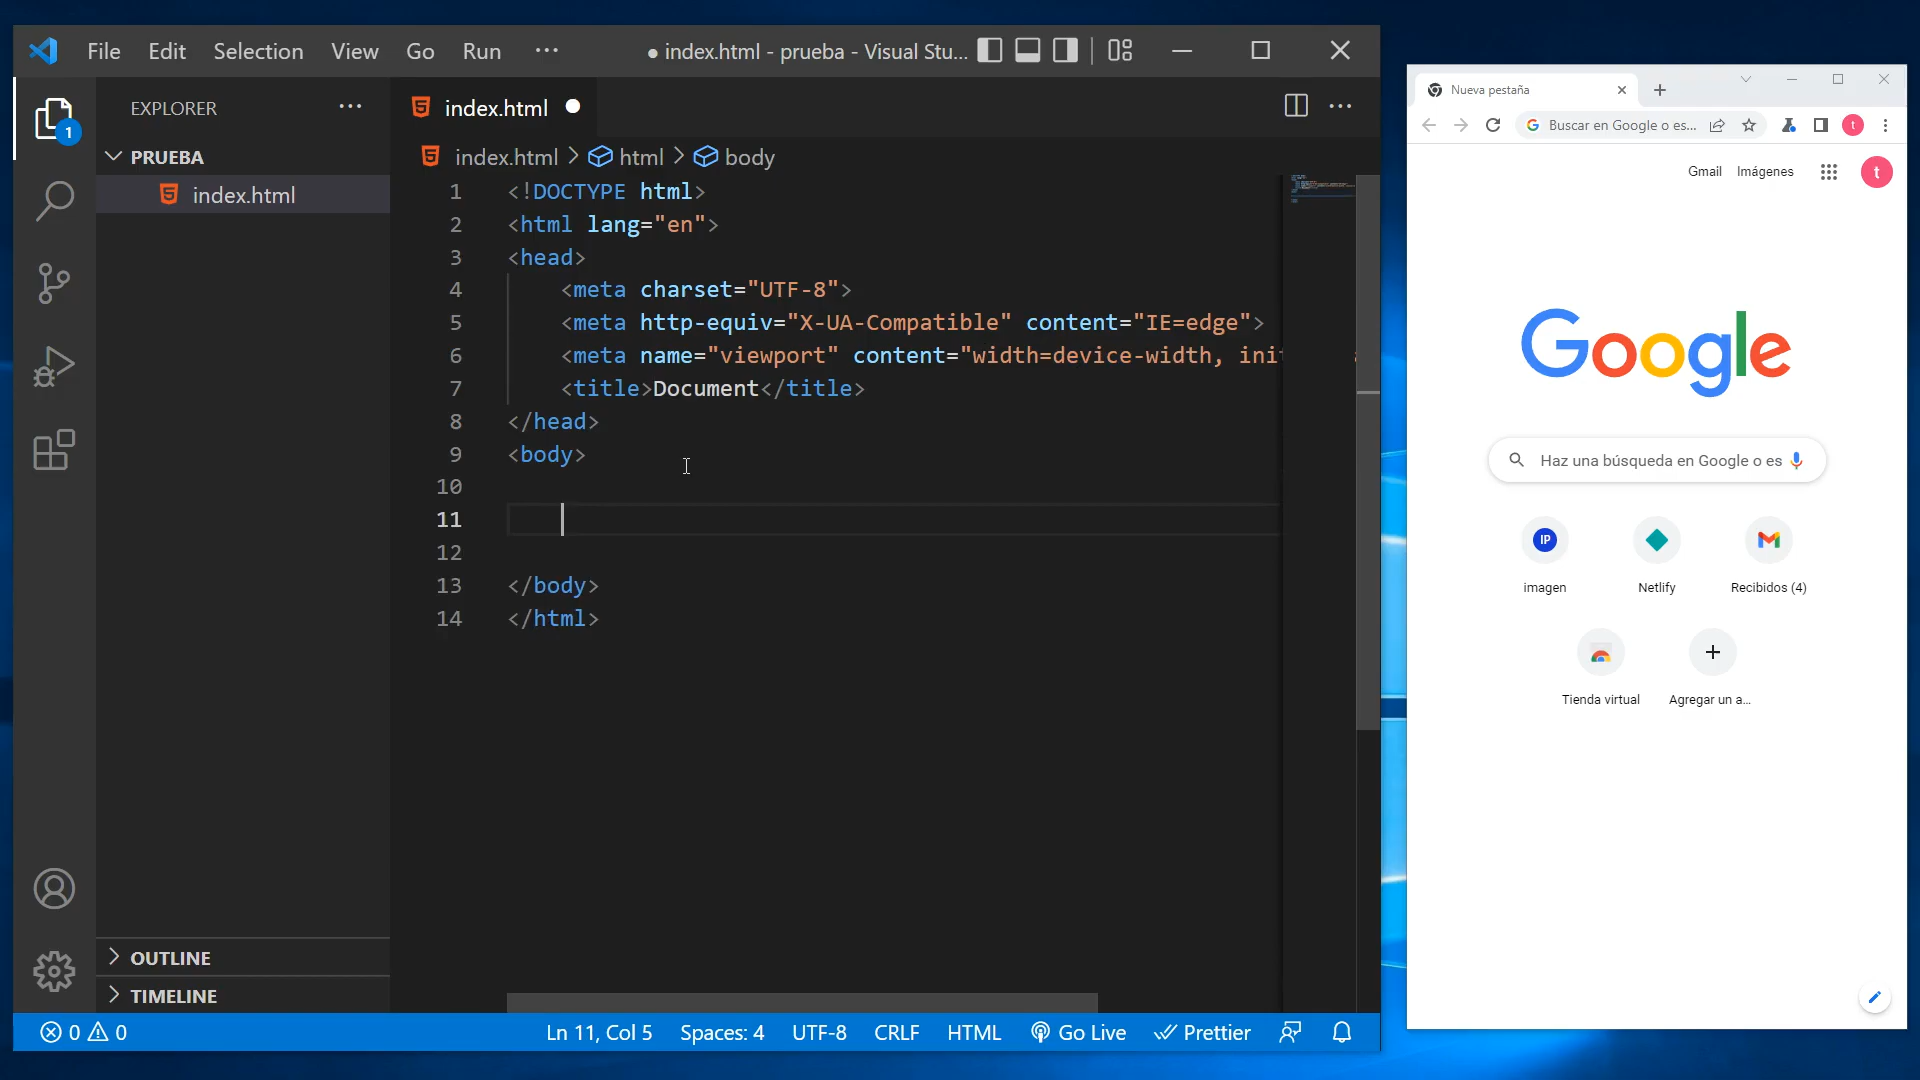 File Edit Selection View Go Run ···
● index.html - prueba - Visual Stu...
EXPLORER
index.html
PRUEBA
index.html
index.html > html > body
1 <!DOCTYPE html>
2 <html lang="en">
3 <head>
4 <meta charset="UTF-8">
5 <meta http-equiv="X-UA-Compatible" content="IE=edge">
6 <meta name="viewport" content="width=device-width, init
7 <title>Document</title>
8 </head>
9 <body>
10
11
12
13 </body>
14 </html>
1
OUTLINE
TIMELINE
0 0
Ln 11, Col 5 Spaces: 4 UTF-8 CRLF HTML Go Live Prettier
Nueva pestaña
Buscar en Google o es...
t
Gmail Imágenes
t
Google
Haz una búsqueda en Google o es
IP
imagen Netlify Recibidos (4)
Tienda virtual Agregar un a...